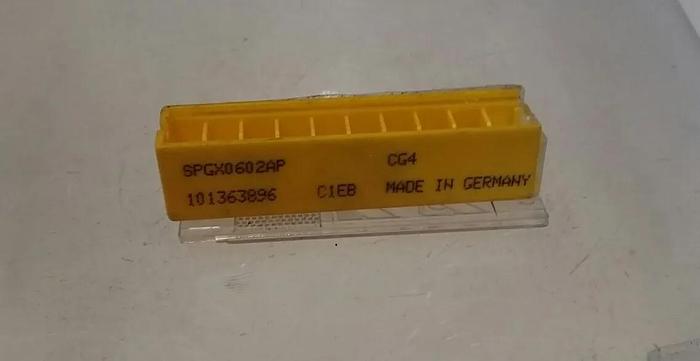 SPGX0602AP CG4
101363896 C1EB MADE IN GERMANY